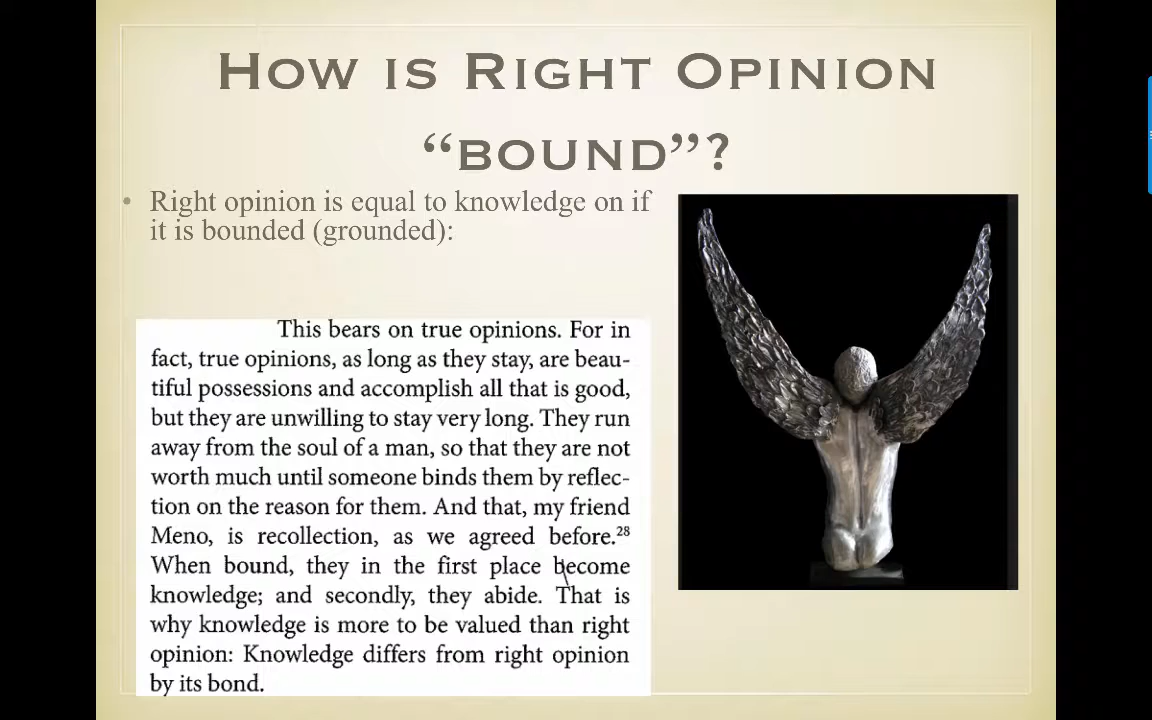 How is Right Opinion
“bound”?
• Right opinion is equal to knowledge on if
it is bounded (grounded):
This bears on true opinions. For in
fact, true opinions, as long as they stay, are beau-
tiful possessions and accomplish all that is good,
but they are unwilling to stay very long. They run
away from the soul of a man, so that they are not
worth much until someone binds them by reflec-
tion on the reason for them. And that, my friend
Meno, is recollection, as we agreed before.²⁸
When bound, they in the first place become
knowledge; and secondly, they abide. That is
why knowledge is more to be valued than right
opinion: Knowledge differs from right opinion
by its bond.